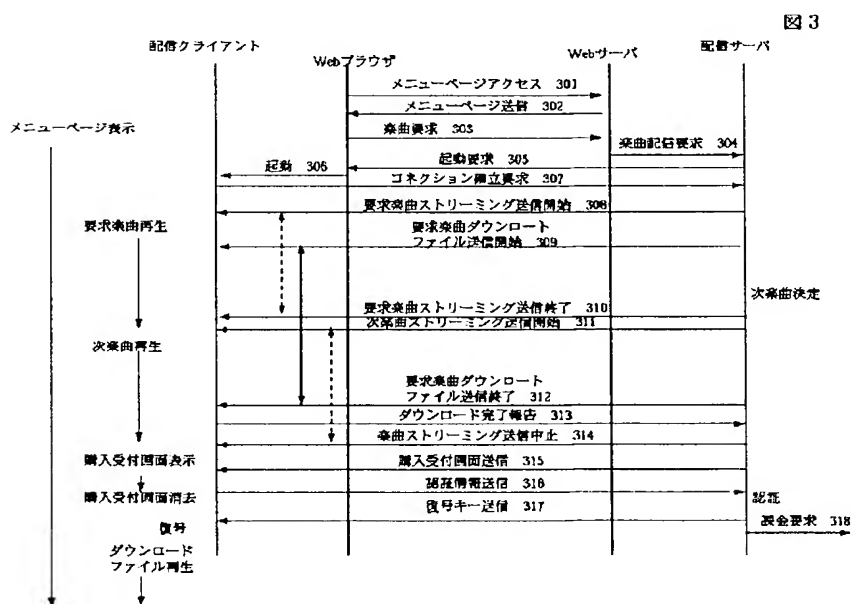 図3
配信クライアント
Webブラウザ
Webサーバ
配信サーバ
メニューページアクセス 301
メニューページ送信 302
メニューページ表示
楽曲要求 303
楽曲配信要求 304
起動要求 305
起動 306
コネクション確立要求 307
要求楽曲ストリーミング送信開始 308
要求楽曲再生
要求楽曲ダウンロート
ファイル送信開始 309
次楽曲決定
要求楽曲ストリーミング送信終了 310
次楽曲ストリーミング送信開始 311
次楽曲再生
要求楽曲ダウンロート
ファイル送信終了 312
ダウンロード完了報告 313
楽曲ストリーミング送信中止 314
購入受付画面表示
購入受付画面送信 315
認証情報送信 316
購入受付画面消去
認証
復号キー送信 317
復号
課金要求 318
ダウンロード
ファイル再生